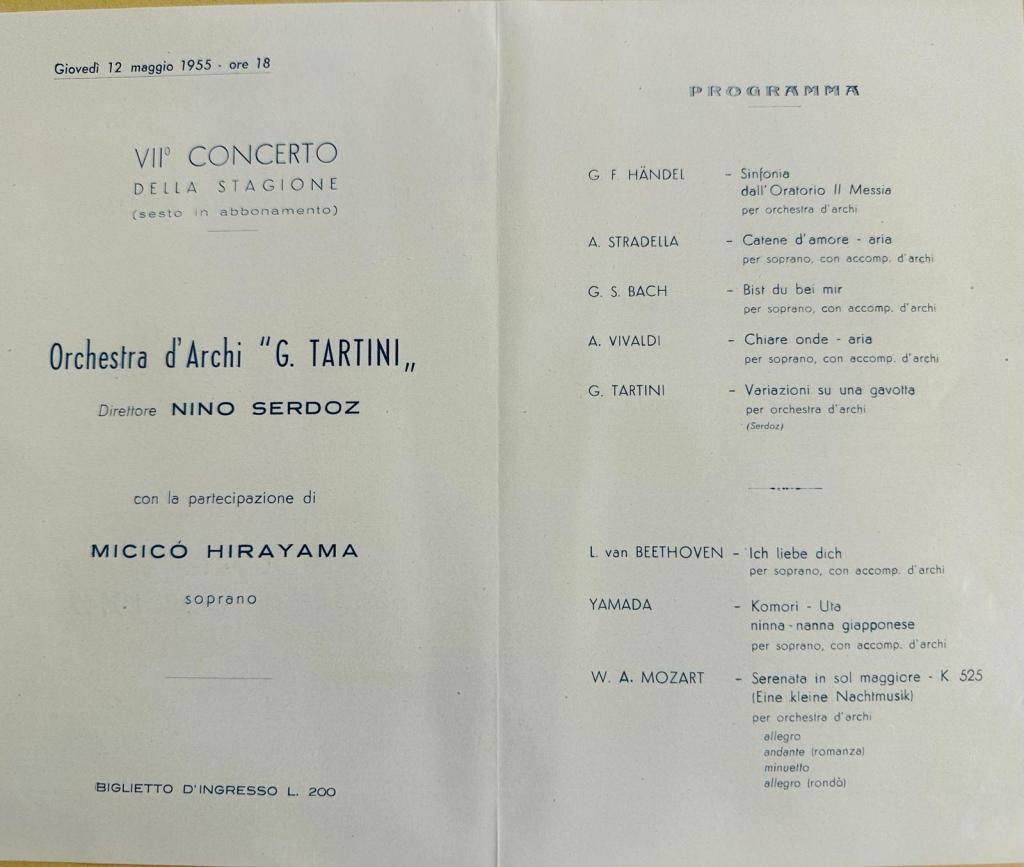 Giovedì 12 maggio 1955 - ore 18
VIIº CONCERTO
DELLA STAGIONE
(sesto in abbonamento)
Orchestra d'Archi "G. TARTINI„
Direttore NINO SERDOZ
con la partecipazione di
MICICÓ HIRAYAMA
soprano
BIGLIETTO D'INGRESSO L. 200
PROGRAMMA
G F. HÄNDEL - Sinfonia
dall'Oratorio Il Messia
per orchestra d'archi
A. STRADELLA - Catene d'amore - aria
per soprano, con accomp. d'archi
G. S. BACH - Bist du bei mir
per soprano, con accomp. d'archi
A. VIVALDI - Chiare onde - aria
per soprano, con accomp. d'archi
G. TARTINI - Variazioni su una gavotta
per orchestra d'archi
(Serdoz)
L. van BEETHOVEN - Ich liebe dich
per soprano, con accomp. d'archi
YAMADA - Komori - Uta
ninna-nanna giapponese
per soprano, con accomp. d'archi
W. A. MOZART - Serenata in sol maggiore - K. 525
(Eine kleine Nachtmusik)
per orchestra d'archi
allegro
andante (romanza)
minuetto
allegro (rondò)